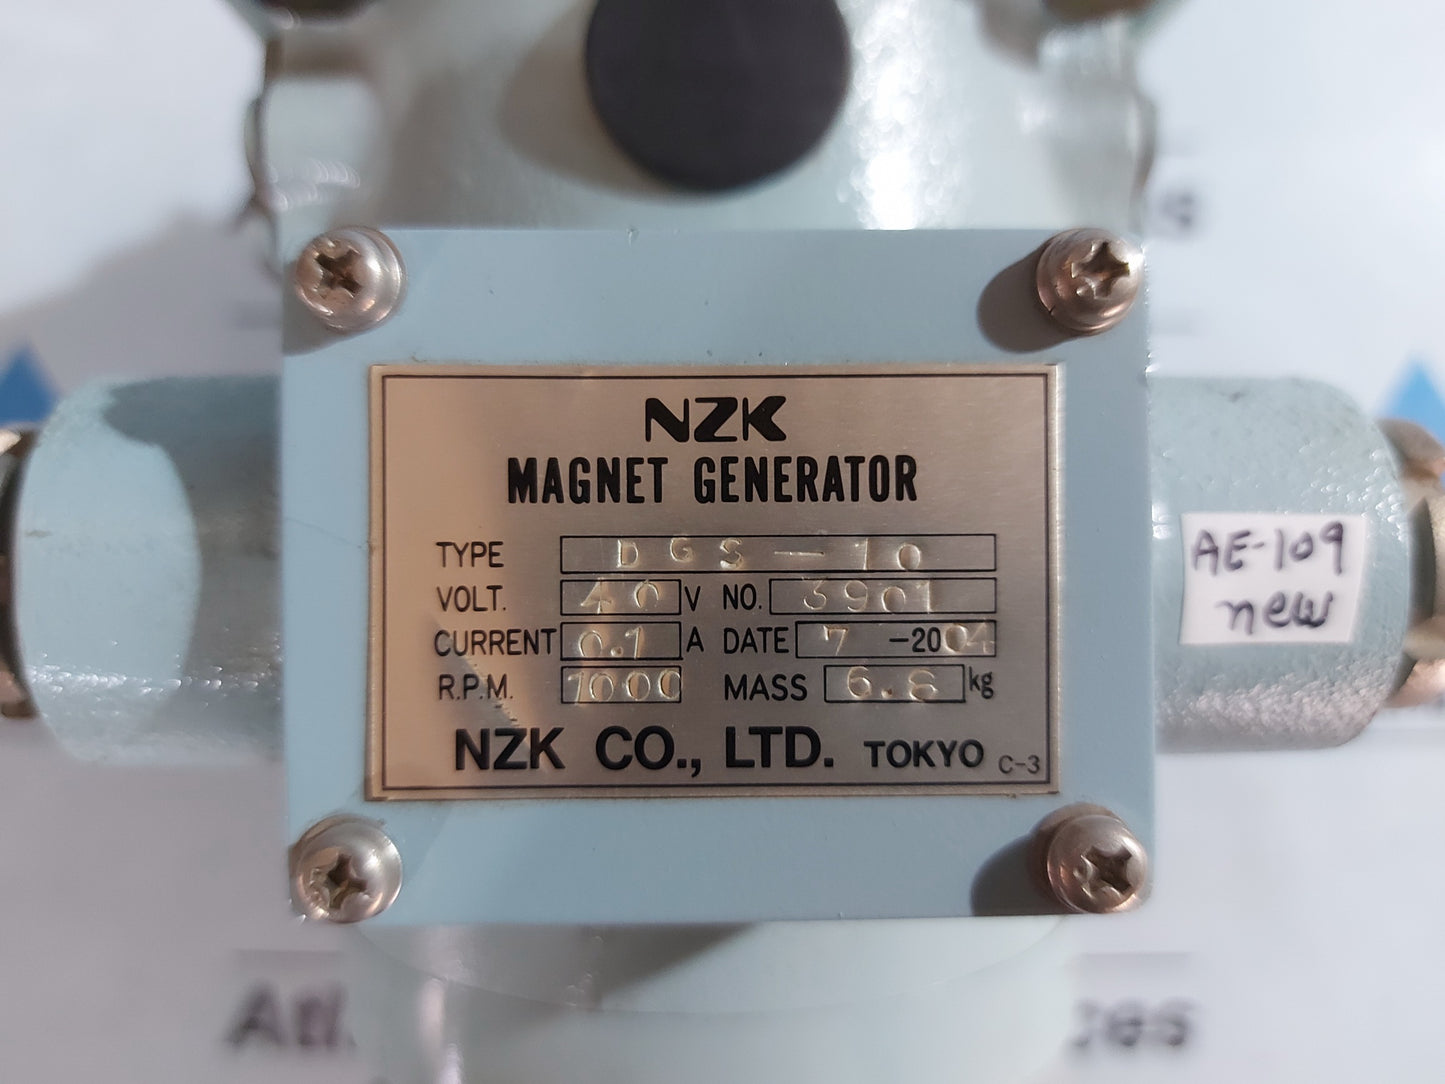 NZK
MAGNET GENERATOR
TYPE DGS-10
VOLT. 40 V NO. 3901
CURRENT 0.1 A DATE 7 -2004
R.P.M. 1000 MASS 6.8 kg
NZK CO., LTD. TOKYO C-3
AE-109
new